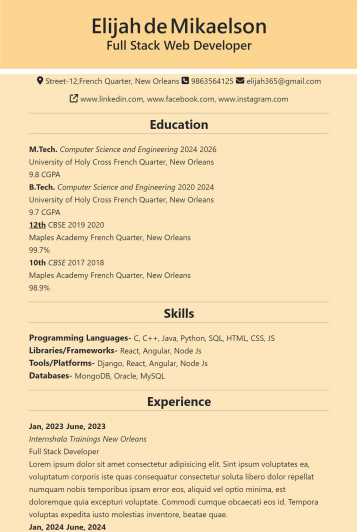 Elijah de Mikaelson
Full Stack Web Developer
Street-12,French Quarter, New Orleans 9863564125 elijah365@gmail.com
www.linkedin.com, www.facebook.com, www.instagram.com
Education
M.Tech. Computer Science and Engineering 2024 2026
University of Holy Cross French Quarter, New Orleans
9.8 CGPA
B.Tech. Computer Science and Engineering 2020 2024
University of Holy Cross French Quarter, New Orleans
9.7 CGPA
12th CBSE 2019 2020
Maples Academy French Quarter, New Orleans
99.7%
10th CBSE 2017 2018
Maples Academy French Quarter, New Orleans
98.9%
Skills
Programming Languages- C, C++, Java, Python, SQL, HTML, CSS, JS
Libraries/Frameworks- React, Angular, Node Js
Tools/Platforms- Django, React, Angular, Node Js
Databases- MongoDB, Oracle, MySQL
Experience
Jan, 2023 June, 2023
Internshala Trainings New Orleans
Full Stack Developer
Lorem ipsum dolor sit amet consectetur adipisicing elit. Sint ipsum voluptates ea,
voluptatum corporis iste quas consequatur consectetur soluta libero dolor repellat
numquam nobis temporibus ipsam error eos, aliquid vel optio minima, est
doloremque quia excepturi voluptate. Commodi cumque obcaecati eos id. Tempora
voluptas expedita iusto molestias inventore, beatae quae.
Jan, 2024 June, 2024